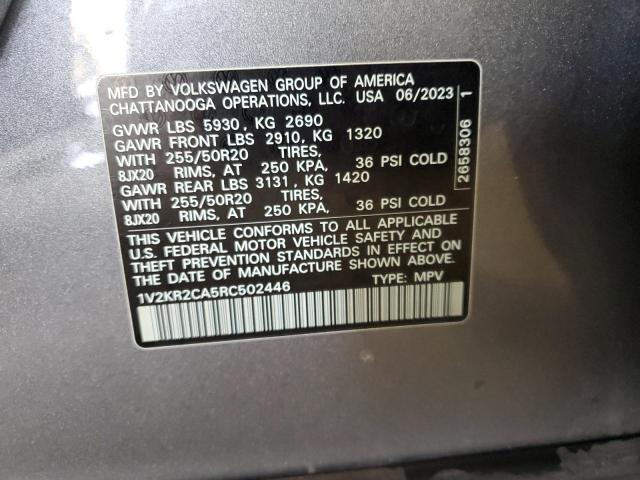 MFD BY VOLKSWAGEN GROUP OF AMERICA
CHATTANOOGA OPERATIONS, LLC. USA 06/2023
GVWR LBS 5930, KG 2690
GAWR FRONT LBS 2910, KG 1320
WITH 255/50R20 TIRES,
8JX20 RIMS, AT 250 KPA, 36 PSI COLD
GAWR REAR LBS 3131, KG 1420
WITH 255/50R20 TIRES,
8JX20 RIMS, AT 250 KPA, 36 PSI COLD
THIS VEHICLE CONFORMS TO ALL APPLICABLE
U.S. FEDERAL MOTOR VEHICLE SAFETY AND
THEFT PREVENTION STANDARDS IN EFFECT ON
THE DATE OF MANUFACTURE SHOWN ABOVE.
1V2KR2CA5RC502446 TYPE: MPV
2658306 1